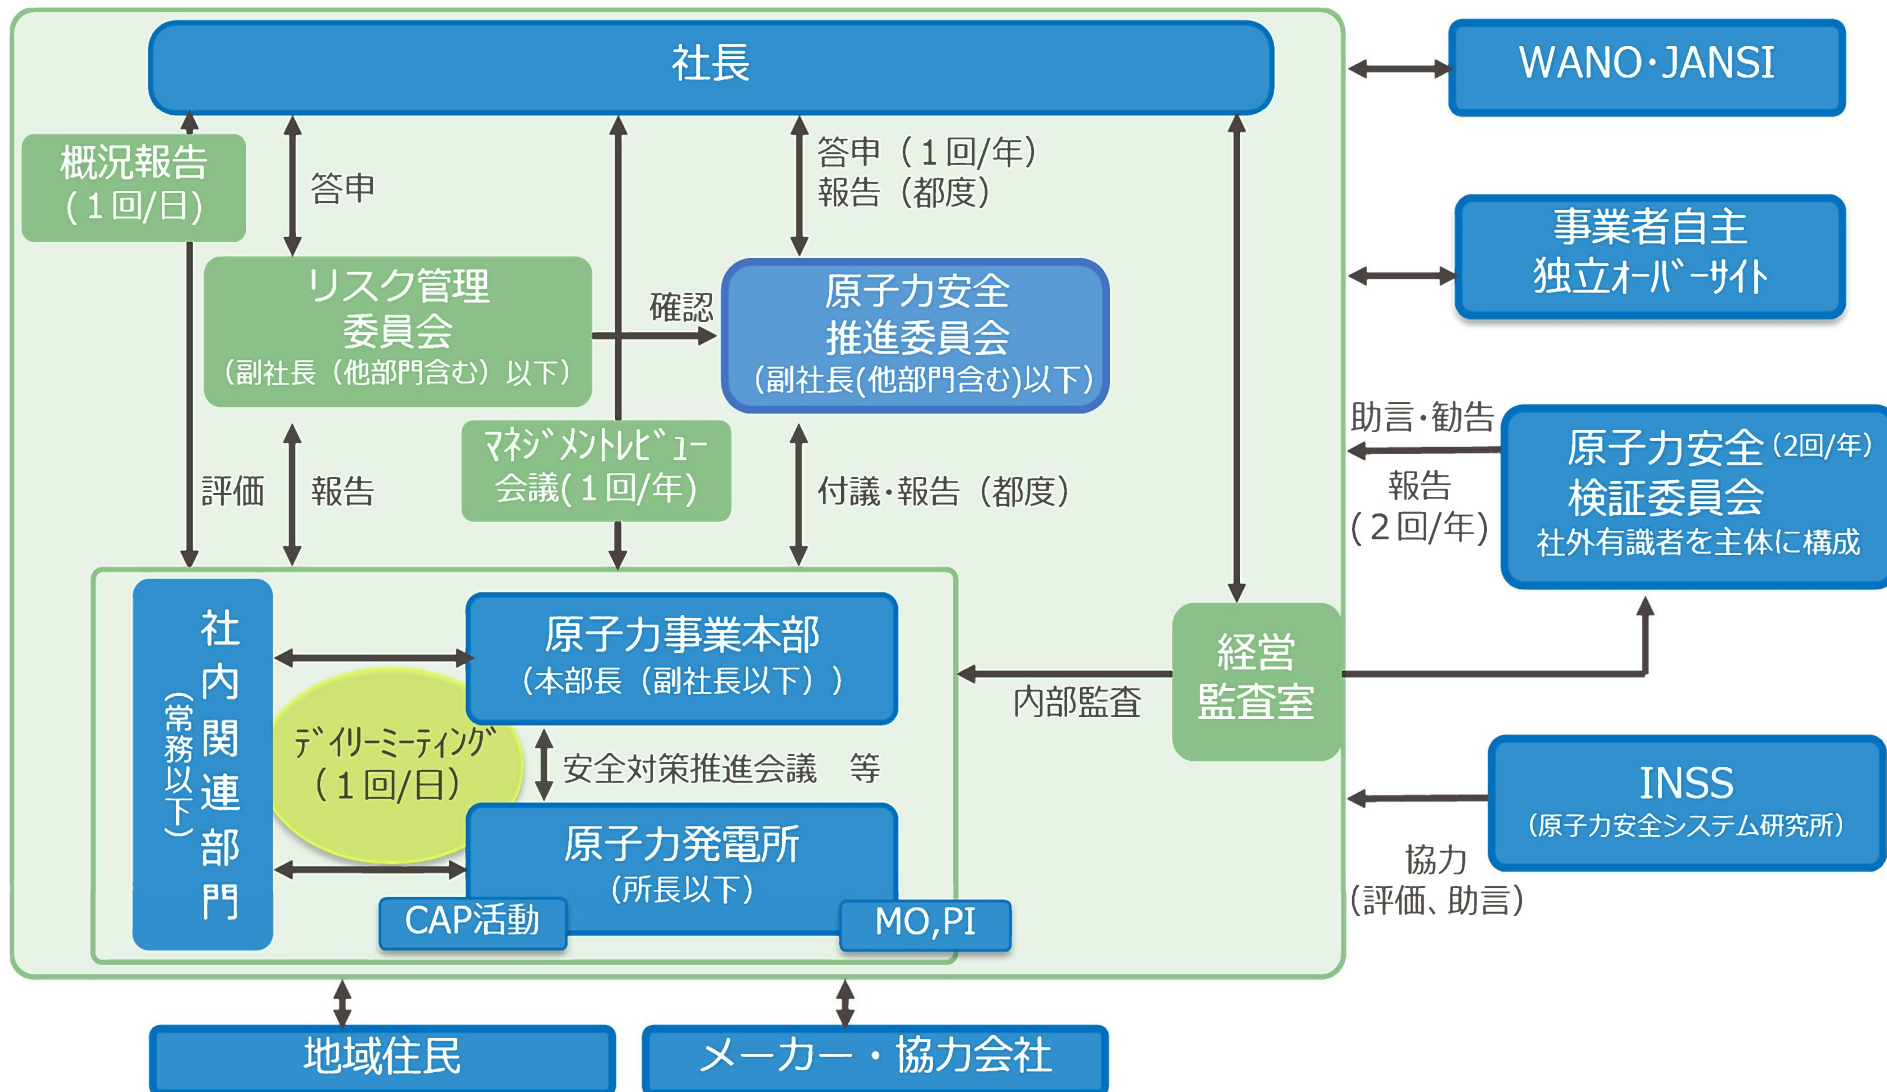 社長
WANO･JANSI
概況報告
(１回/日)
答申
答申（１回/年）
報告（都度）
事業者自主
独立ｵｰﾊﾞｰｻｲﾄ
リスク管理
委員会
（副社長（他部門含む）以下）
確認
原子力安全
推進委員会
(副社長(他部門含む)以下)
評価
報告
ﾏﾈｼﾞﾒﾝﾄﾚﾋﾞｭｰ
会議(１回/年)
付議･報告（都度）
助言･勧告
報告
(２回/年)
原子力安全(2回/年)
検証委員会
社外有識者を主体に構成
社内関連部門
(常務以下)
原子力事業本部
（本部長（副社長以下））
ﾃﾞｲﾘｰﾐｰﾃｨﾝｸﾞ
（１回/日）
安全対策推進会議　等
内部監査
経営
監査室
原子力発電所
（所長以下）
CAP活動
MO,PI
INSS
（原子力安全システム研究所）
協力
(評価、助言)
地域住民
メーカー・協力会社